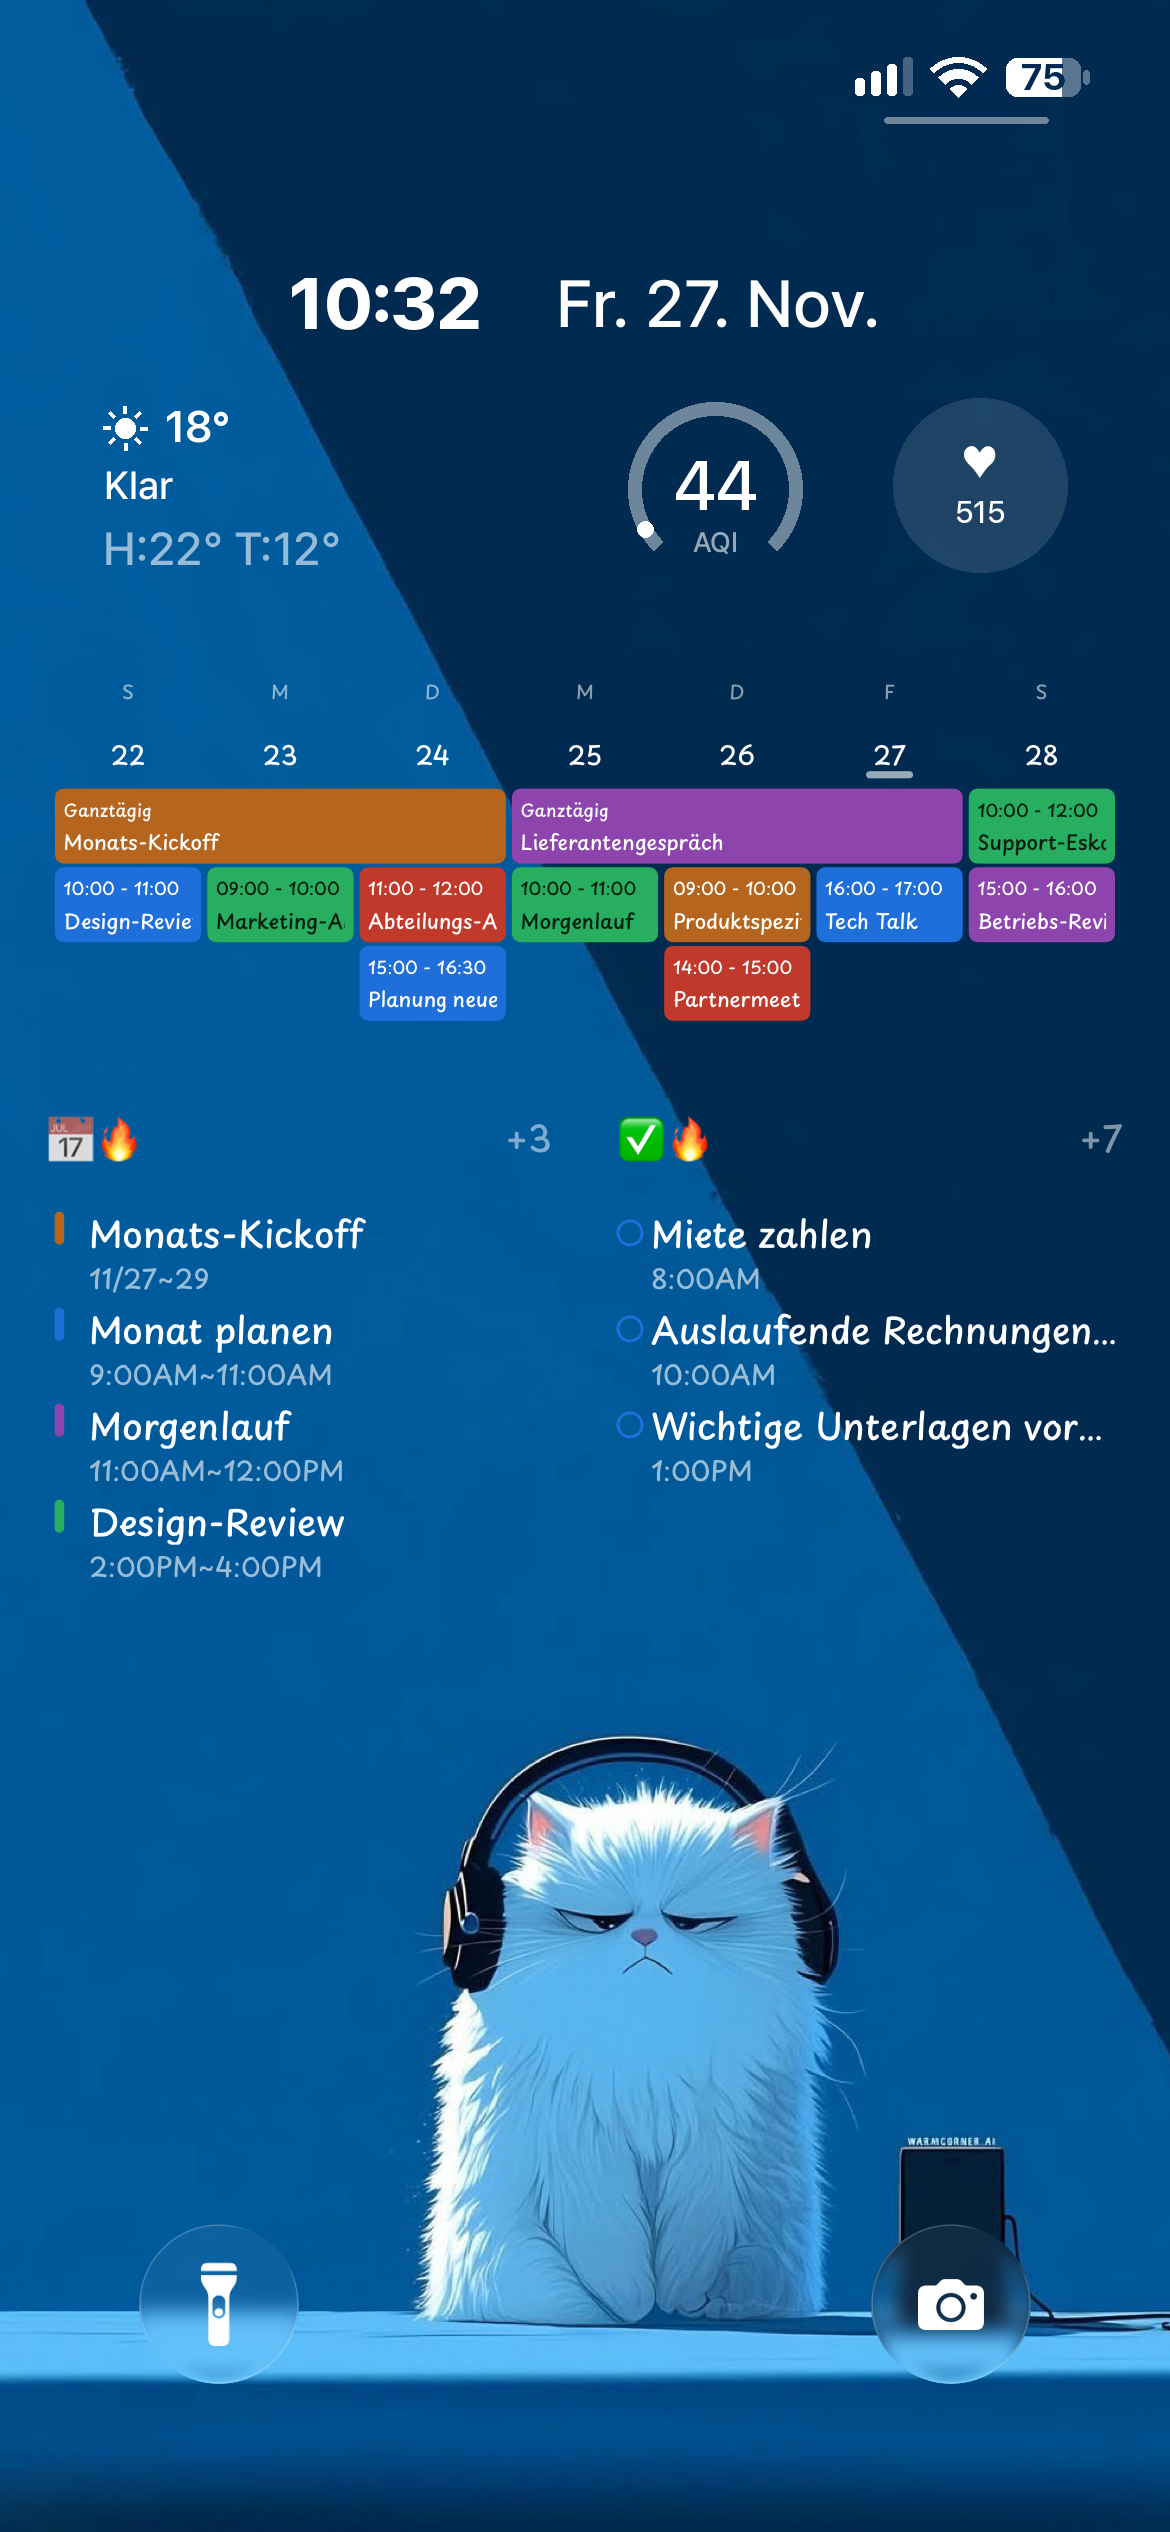 75
10:32 Fr. 27. Nov.
18°
Klar
H:22° T:12°
44
AQI
515
S M D M D F S
22 23 24 25 26 27 28
Ganztägig
Monats-Kickoff
Ganztägig
Lieferantengespräch
10:00 - 12:00
Support-Esk
10:00 - 11:00
Design-Revie
09:00 - 10:00
Marketing-A
11:00 - 12:00
Abteilungs-A
10:00 - 11:00
Morgenlauf
09:00 - 10:00
Produktspezi
16:00 - 17:00
Tech Talk
15:00 - 16:00
Betriebs-Revi
15:00 - 16:30
Planung neue
14:00 - 15:00
Partnermeet
JUL
17
+3
Monats-Kickoff
11/27~29
Monat planen
9:00AM~11:00AM
Morgenlauf
11:00AM~12:00PM
Design-Review
2:00PM~4:00PM
+7
Miete zahlen
8:00AM
Auslaufende Rechnungen...
10:00AM
Wichtige Unterlagen vor...
1:00PM
WARMCORNER.AI